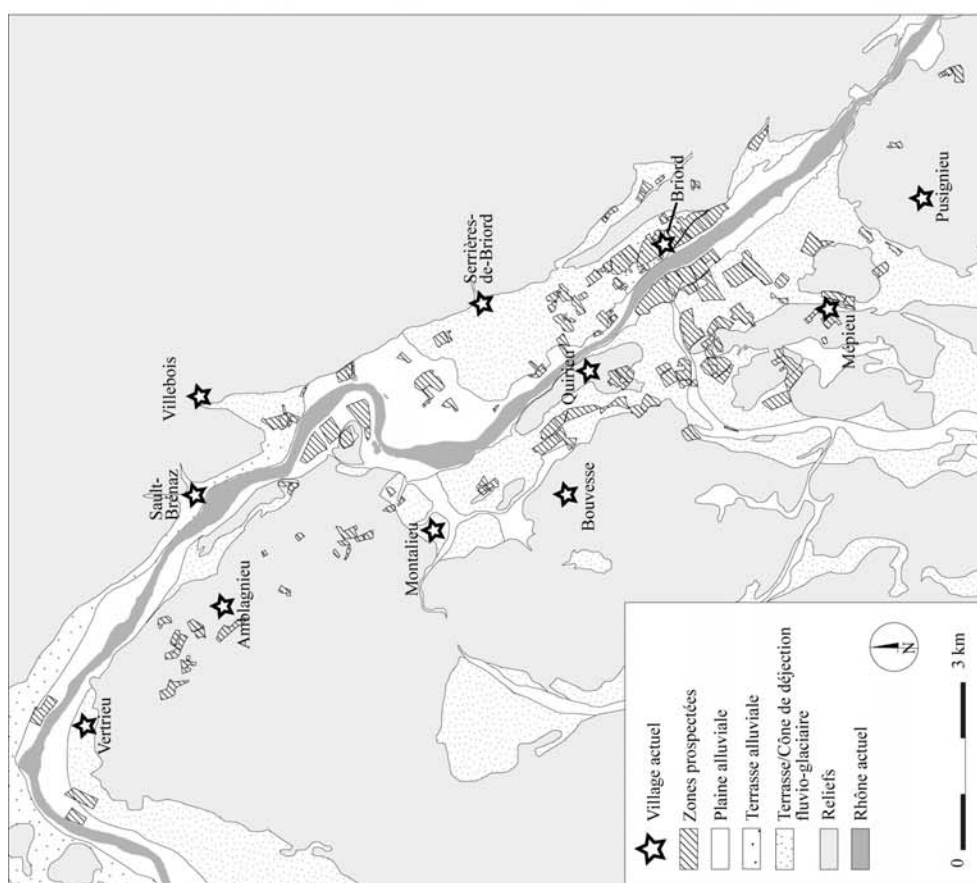 Vertrieu
Amblagnieu
Sault-
Brénaz
Villebois
Montalieu
Serrières-
de-Briord
Bouvesse
Quirieu
Briord
Mépieu
Pusignieu
Village actuel
Zones prospectées
Plaine alluviale
Terrasse alluviale
Terrasse/Cône de déjection
fluvio-glaciaire
Reliefs
Rhône actuel
N
0 3 km